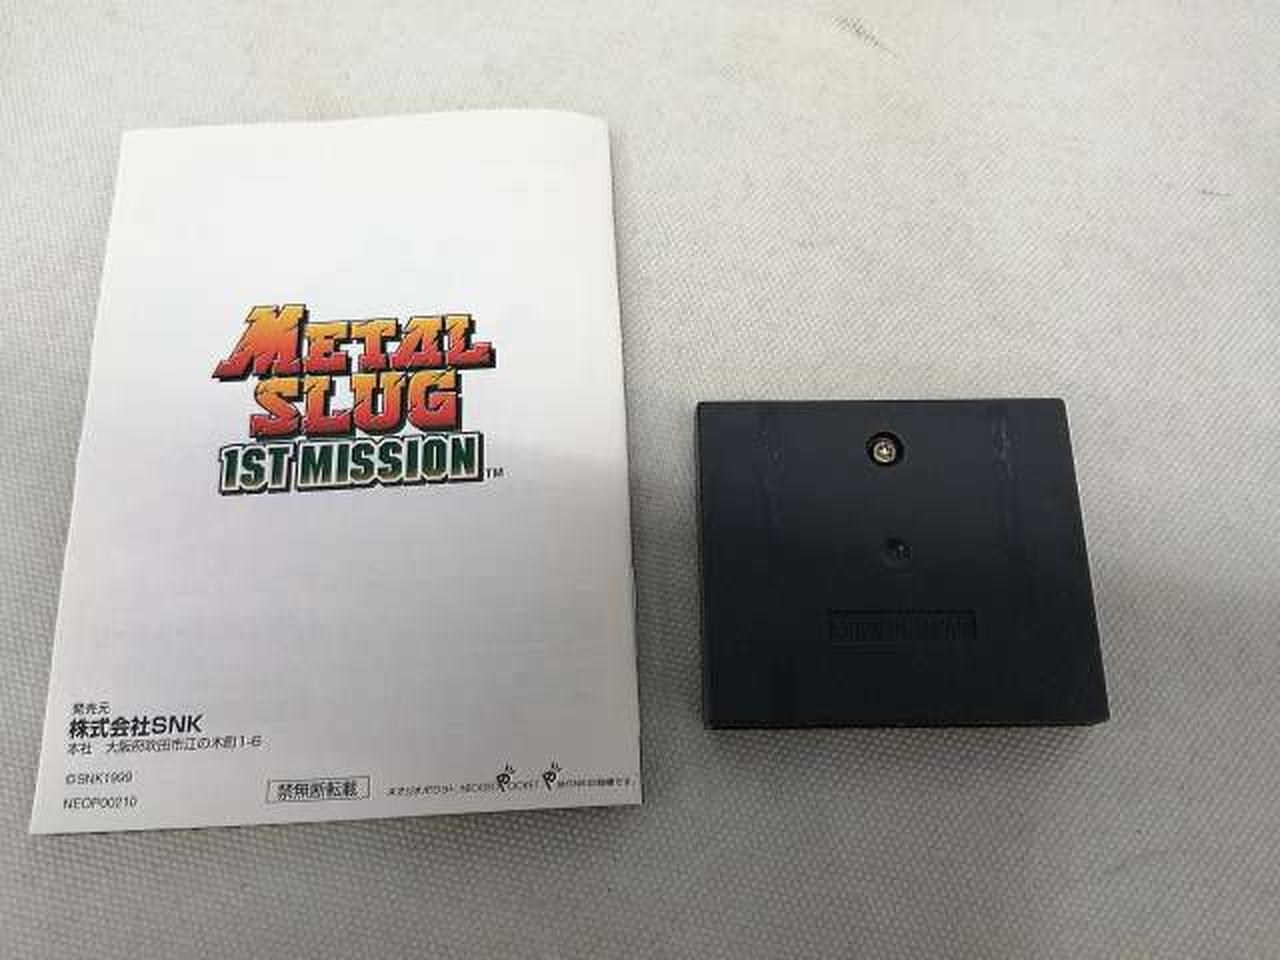 METAL
SLUG
1ST MISSION TM
発売元
株式会社SNK
本社 大阪府吹田市江の木町1-6
©SNK1999
NEOP00210
禁無断転載